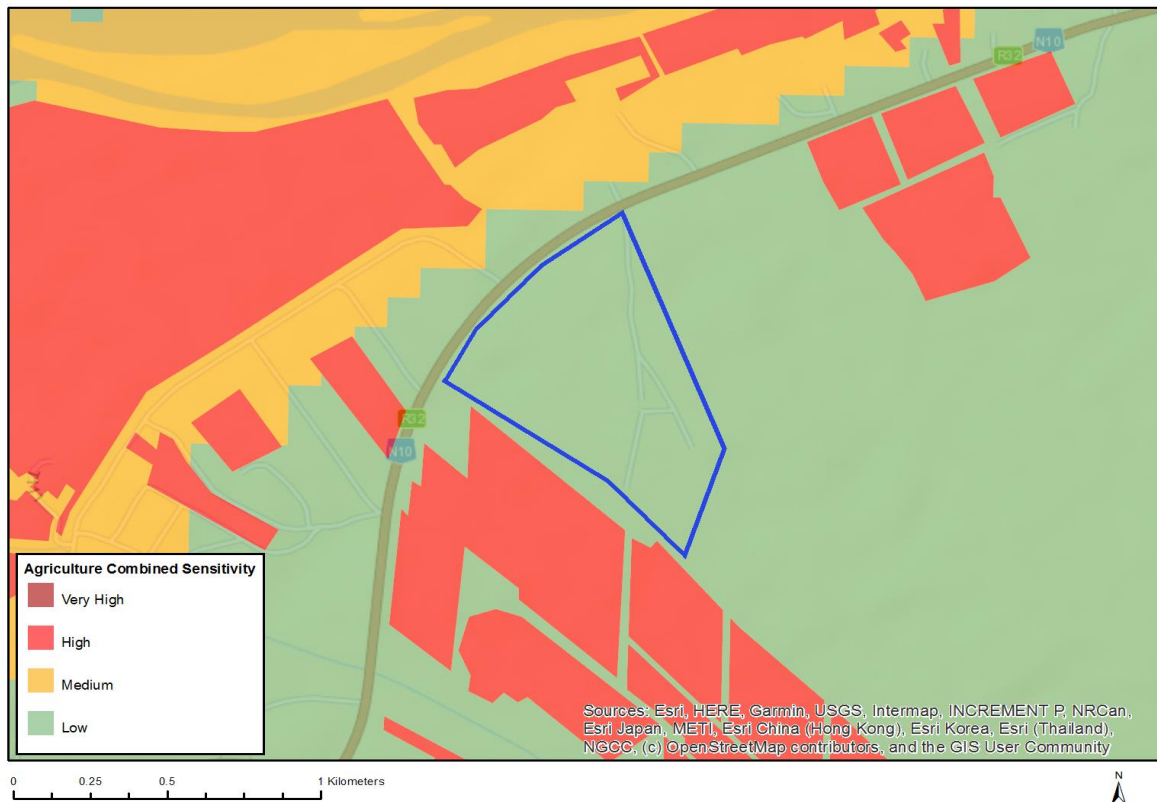 N10
R32
R32
N10
Agriculture Combined Sensitivity
Very High
High
Medium
Low
Sources: Esri, HERE, Garmin, USGS, Intermap, INCREMENT P, NRCan,
Esri Japan, METI, Esri China (Hong Kong), Esri Korea, Esri (Thailand),
NGCC, (c) OpenStreetMap contributors, and the GIS User Community
0 0.25 0.5 1 Kilometers
N